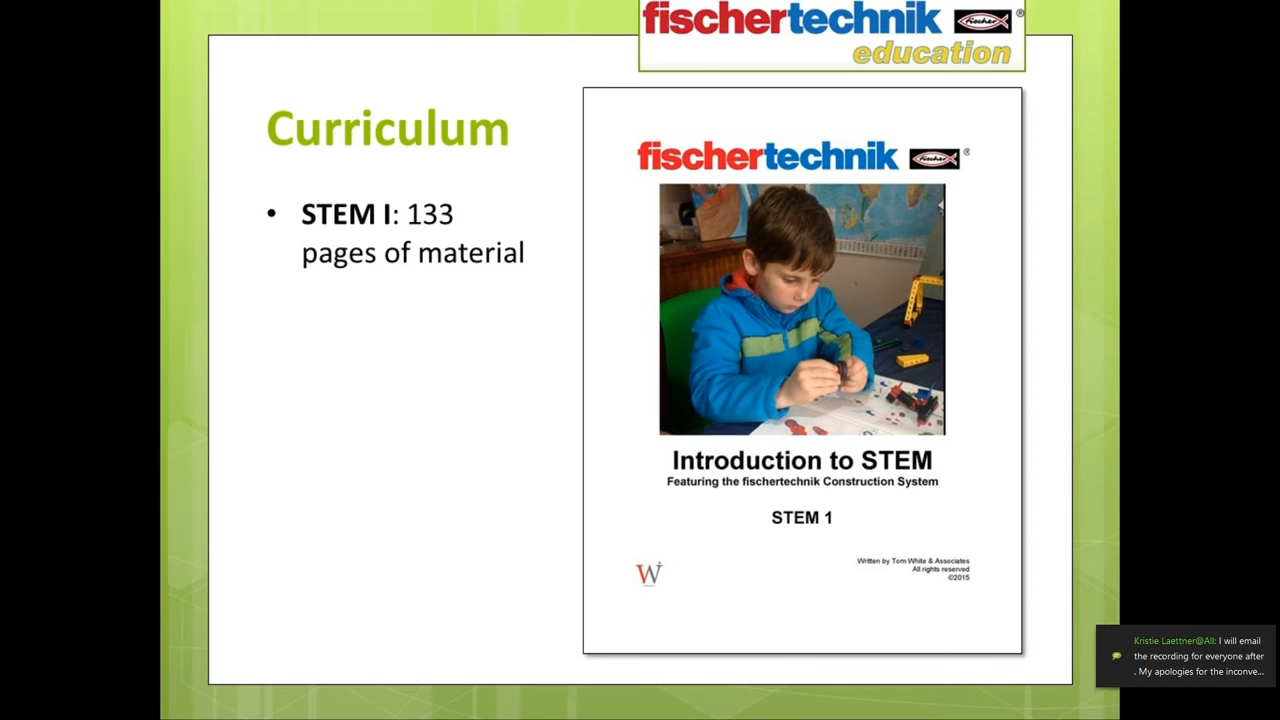 fischertechnik fischer ®
education
Curriculum
• STEM I: 133
pages of material
fischertechnik fischer ®
Introduction to STEM
Featuring the fischertechnik Construction System
STEM 1
W
Written by Tom White & Associates
All rights reserved
©2015
Kristie Laettner@All: I will email
the recording for everyone after
. My apologies for the inconve...